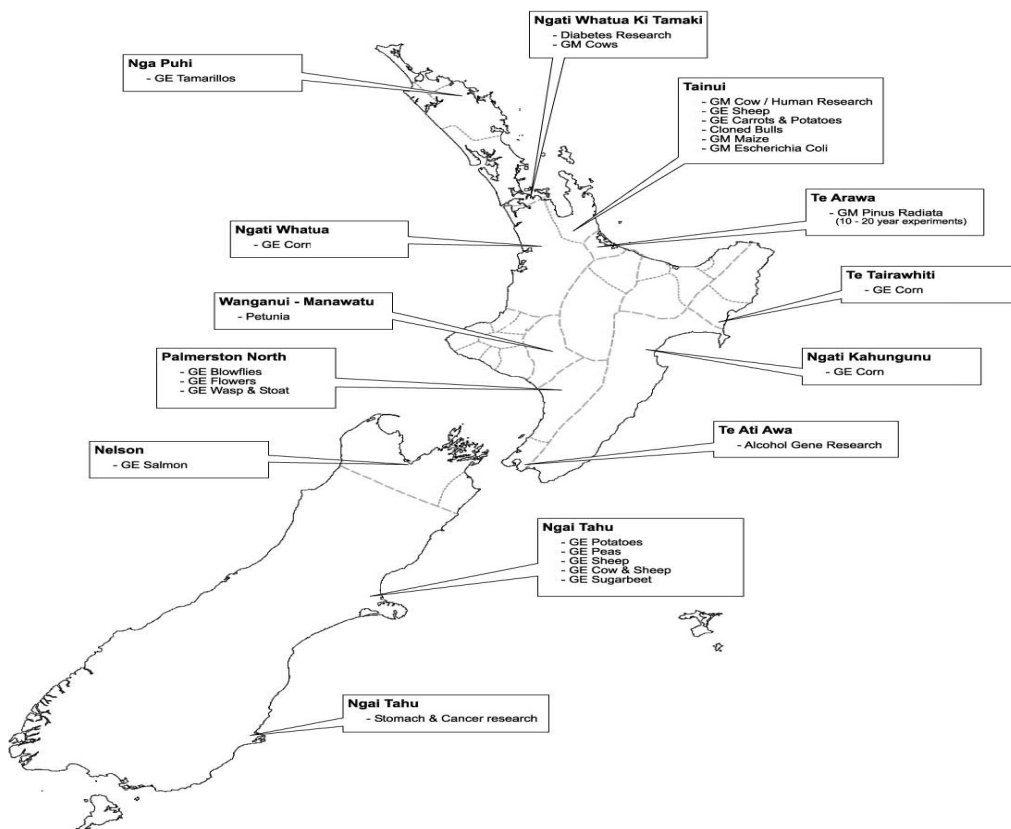 Ngati Whatua Ki Tamaki
- Diabetes Research
- GM Cows
Nga Puhi
- GE Tamarillos
Tainui
- GM Cow / Human Research
- GE Sheep
- GE Carrots & Potatoes
- Cloned Bulls
- GM Maize
- GM Escherichia Coli
Te Arawa
- GM Pinus Radiata
(10 - 20 year experiments)
Ngati Whatua
- GE Corn
Te Tairawhiti
- GE Corn
Wanganui - Manawatu
- Petunia
Palmerston North
- GE Blowflies
- GE Flowers
- GE Wasp & Stoat
Ngati Kahungunu
- GE Corn
Te Ati Awa
- Alcohol Gene Research
Nelson
- GE Salmon
Ngai Tahu
- GE Potatoes
- GE Peas
- GE Sheep
- GE Cow & Sheep
- GE Sugarbeet
Ngai Tahu
- Stomach & Cancer research